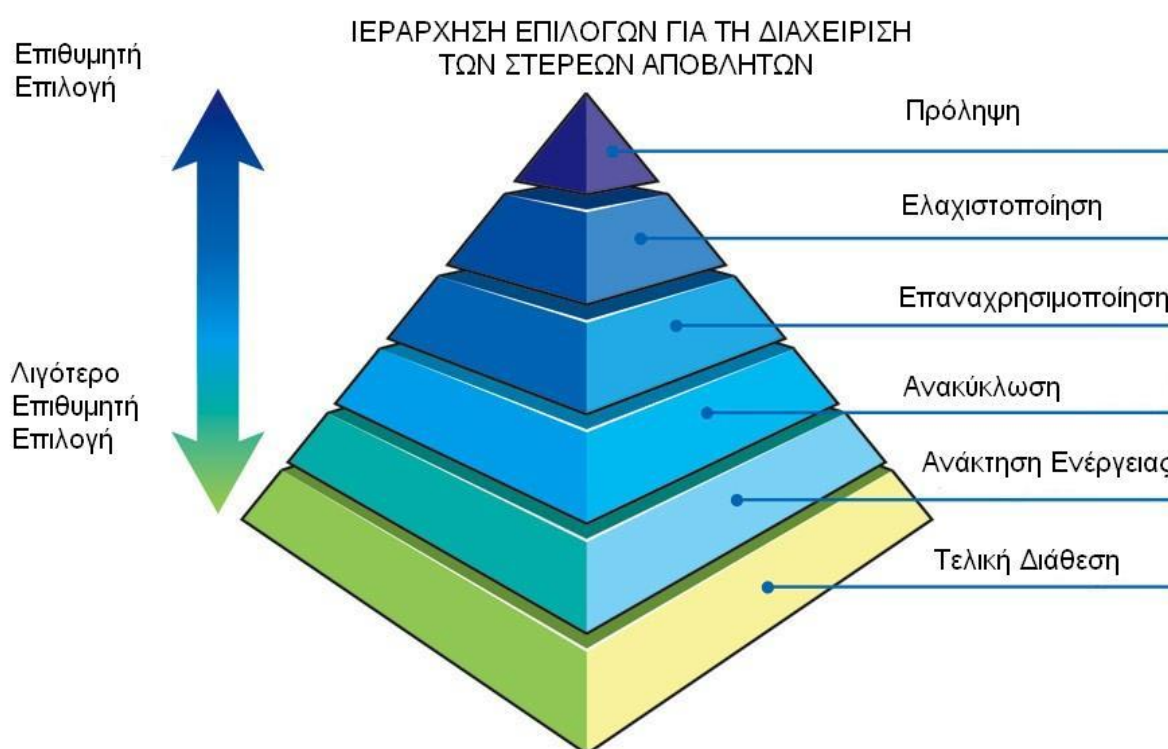 ΙΕΡΑΡΧΗΣΗ ΕΠΙΛΟΓΩΝ ΓΙΑ ΤΗ ΔΙΑΧΕΙΡΙΣΗ
ΤΩΝ ΣΤΕΡΕΩΝ ΑΠΟΒΛΗΤΩΝ
Επιθυμητή
Επιλογή
Λιγότερο
Επιθυμητή
Επιλογή
Πρόληψη
Ελαχιστοποίηση
Επαναχρησιμοποίηση
Ανακύκλωση
Ανάκτηση Ενέργειας
Τελική Διάθεση